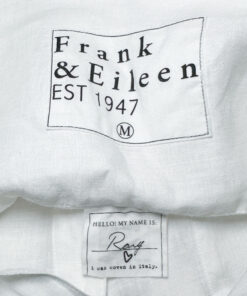 Frank
& Eileen
EST 1947
M
HELLO! MY NAME IS:
Rory
i was woven in italy.